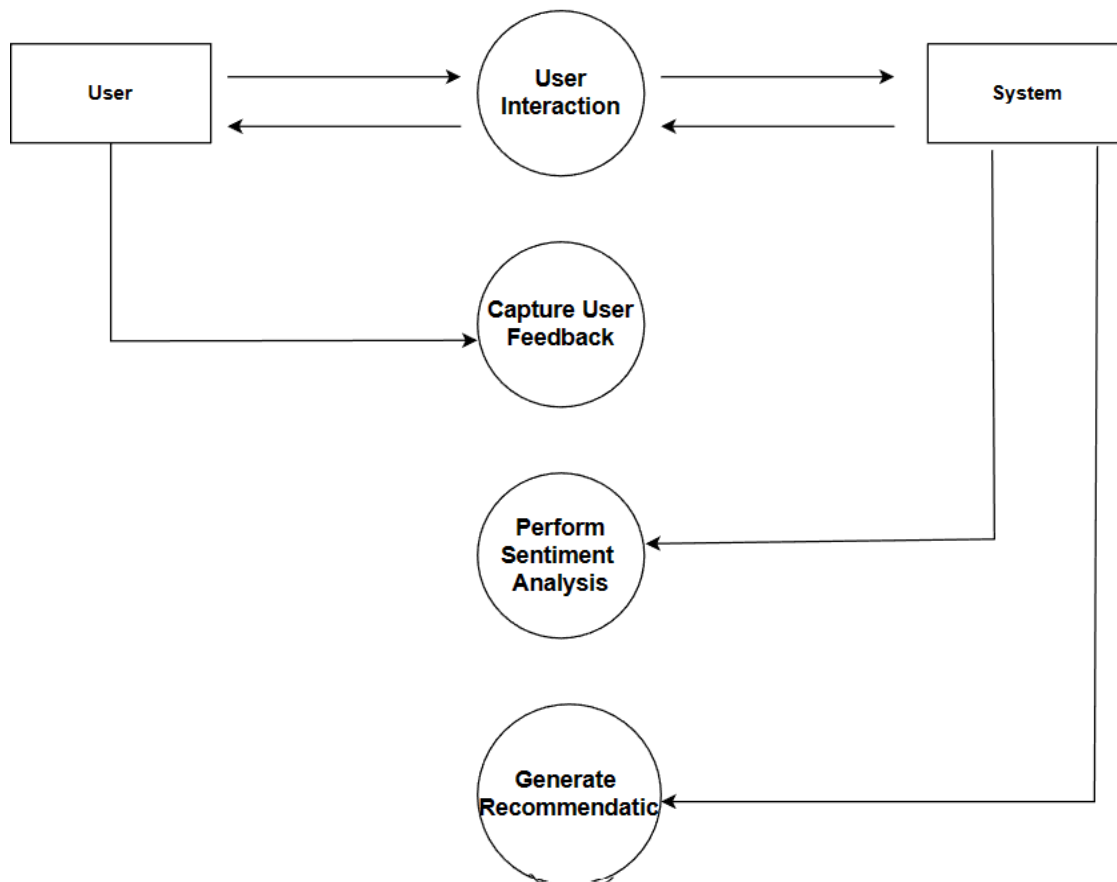 User
User
Interaction
System
Capture User
Feedback
Perform
Sentiment
Analysis
Generate
Recommendatic